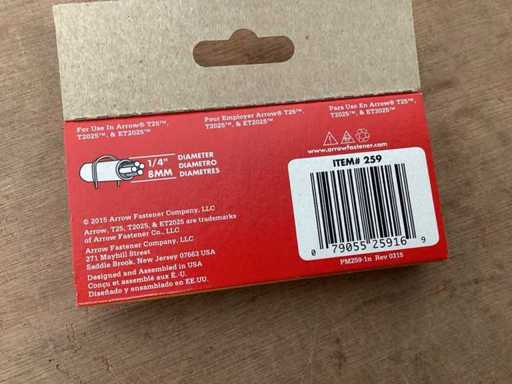 For Use In Arrow® T25™,
T2025™, & ET2025™
Pour Employer Arrow® T25™,
T2025™, & ET2025™
Para Uso En Arrow® T25™,
T2025™, & ET2025™
www.arrowfastener.com
1/4"
8MM
DIAMETER
DIÁMETRO
DIAMÈTRES
ITEM# 259
0 79055 25916 9
PM259-1n Rev 0315
© 2015 Arrow Fastener Company, LLC
Arrow, T25, T2025, & ET2025 are trademarks
of Arrow Fastener Co., LLC
Arrow Fastener Company, LLC
271 Mayhill Street
Saddle Brook, New Jersey 07663 USA
Designed and Assembled in USA
Conçu et assemblé aux É.-U.
Diseñado y ensamblado en EE.UU.